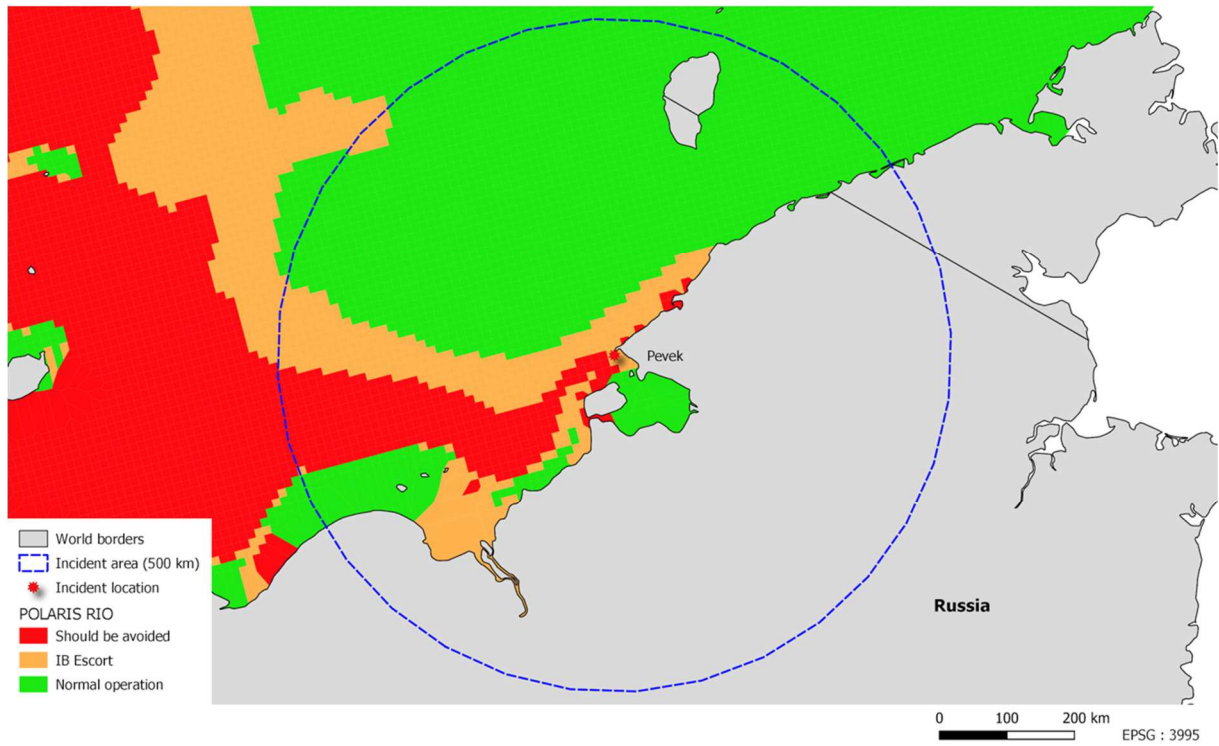 Pevek
Russia
World borders
Incident area (500 km)
Incident location
POLARIS RIO
Should be avoided
IB Escort
Normal operation
0 100 200 km
EPSG : 3995